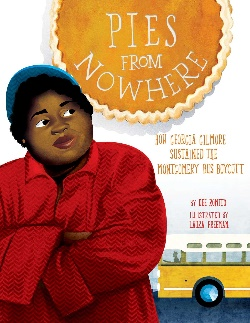 PIES
FROM
NOWHERE
HOW GEORGIA GILMORE
SUSTAINED THE
MONTGOMERY BUS BOYCOTT
BY DEE ROMITO
ILLUSTRATED BY
LAURA FREEMAN